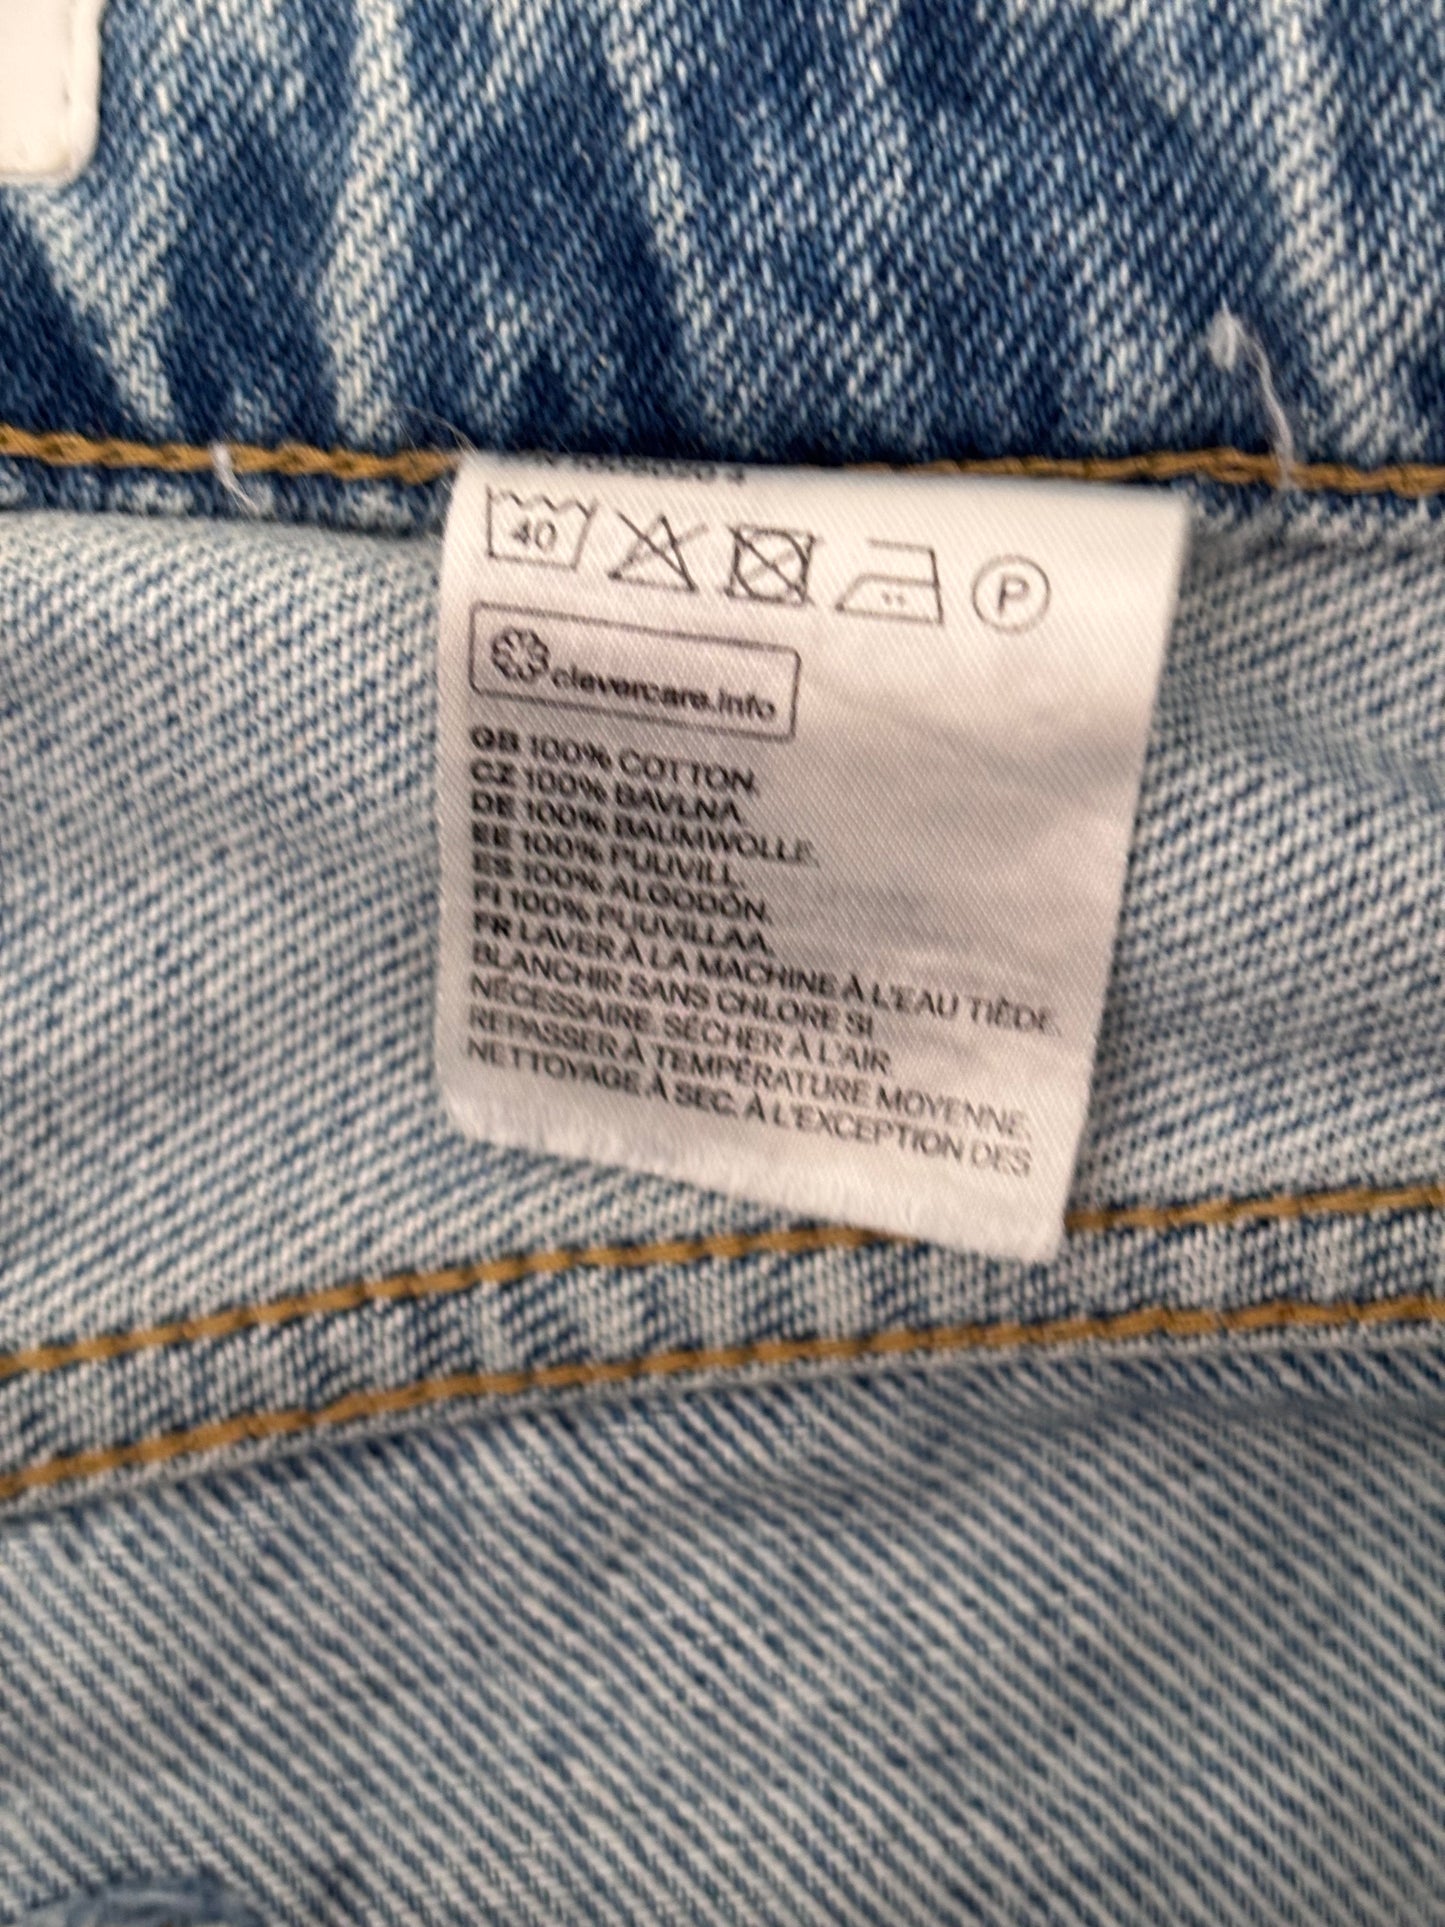 40
P
clevercare.info
GB 100% COTTON.
CZ 100% BAVLNA.
DE 100% BAUMWOLLE.
EE 100% PUUVILL.
ES 100% ALGODÓN.
FI 100% PUUVILLAA.
FR LAVER À LA MACHINE À L'EAU TIÈDE.
BLANCHIR SANS CHLORE SI
NÉCESSAIRE. SÉCHER À L'AIR.
REPASSER À TEMPÉRATURE MOYENNE.
NETTOYAGE À SEC, À L'EXCEPTION DES